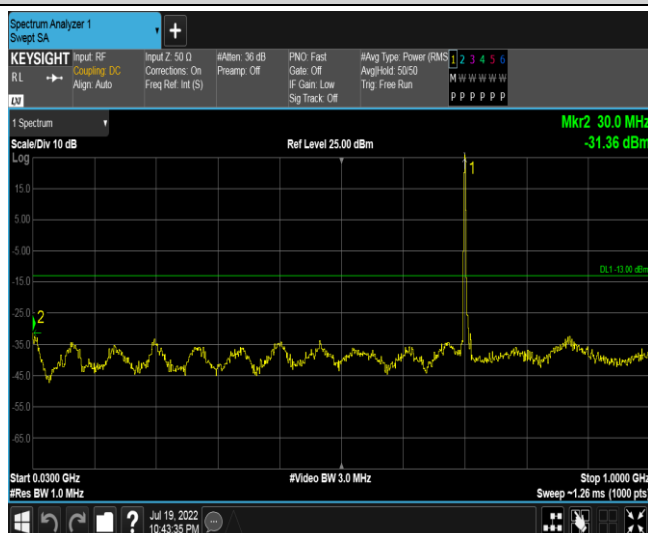 Spectrum Analyzer 1
Swept SA
+
KEYSIGHT
RL
LXI
Input: RF
Coupling: DC
Align: Auto
Input Z: 50 Ω
Corrections: On
Freq Ref: Int (S)
#Atten: 36 dB
Preamp: Off
PNO: Fast
Gate: Off
IF Gain: Low
Sig Track: Off
#Avg Type: Power (RMS
Avg|Hold: 50/50
Trig: Free Run
1 2 3 4 5 6
M W W W W W
P P P P P P
1 Spectrum
Mkr2 30.0 MHz
-31.36 dBm
Scale/Div 10 dB
Ref Level 25.00 dBm
Log
15.0
5.00
-5.00
-15.0
-25.0
-35.0
-45.0
-55.0
-65.0
1
2
DL1 -13.00 dBm
Start 0.0300 GHz
#Res BW 1.0 MHz
#Video BW 3.0 MHz
Stop 1.0000 GHz
Sweep ~1.26 ms (1000 pts)
?
Jul 19, 2022
10:43:35 PM